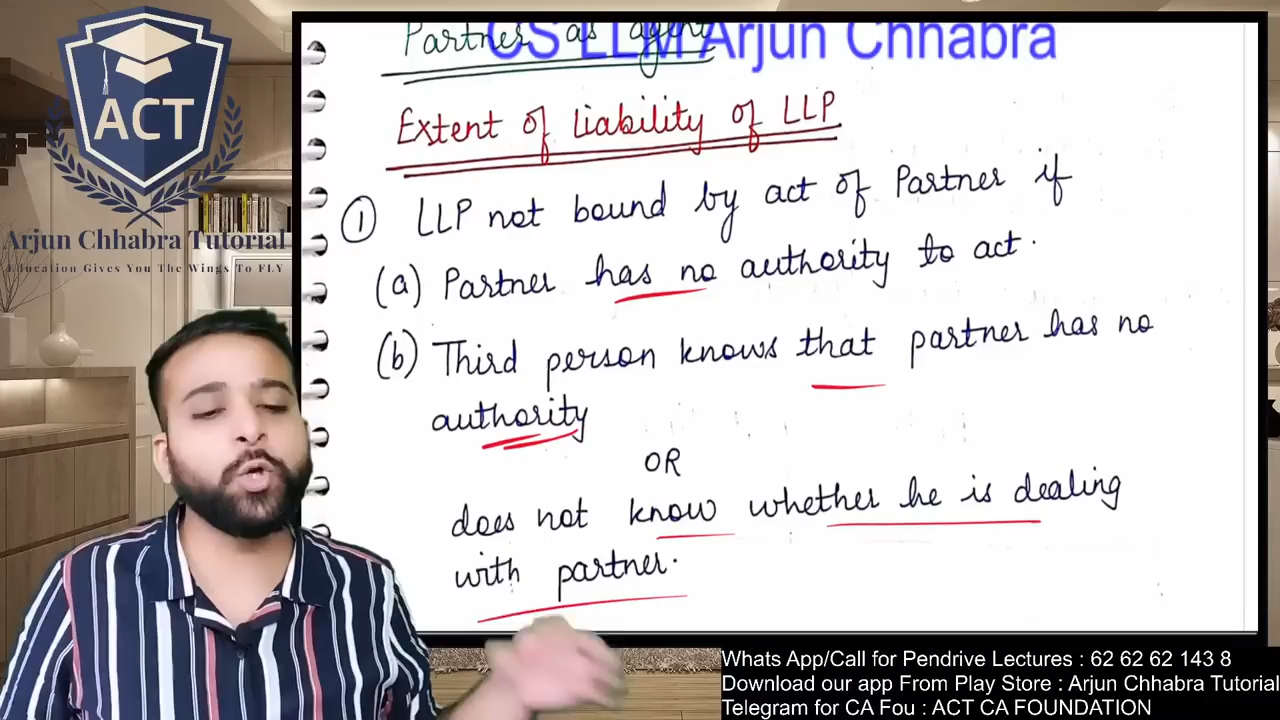 CS LLM Arjun Chhabra
Partner as agent
Extent of liability of LLP
① LLP not bound by act of Partner if
(a) Partner has no authority to act.
(b) Third person knows that partner has no
authority
OR
does not know whether he is dealing
with partner.
ACT
Arjun Chhabra Tutorial
Education Gives You The Wings To FLY
Whats App/Call for Pendrive Lectures : 62 62 62 143 8
Download our app From Play Store : Arjun Chhabra Tutorial
Telegram for CA Fou : ACT CA FOUNDATION